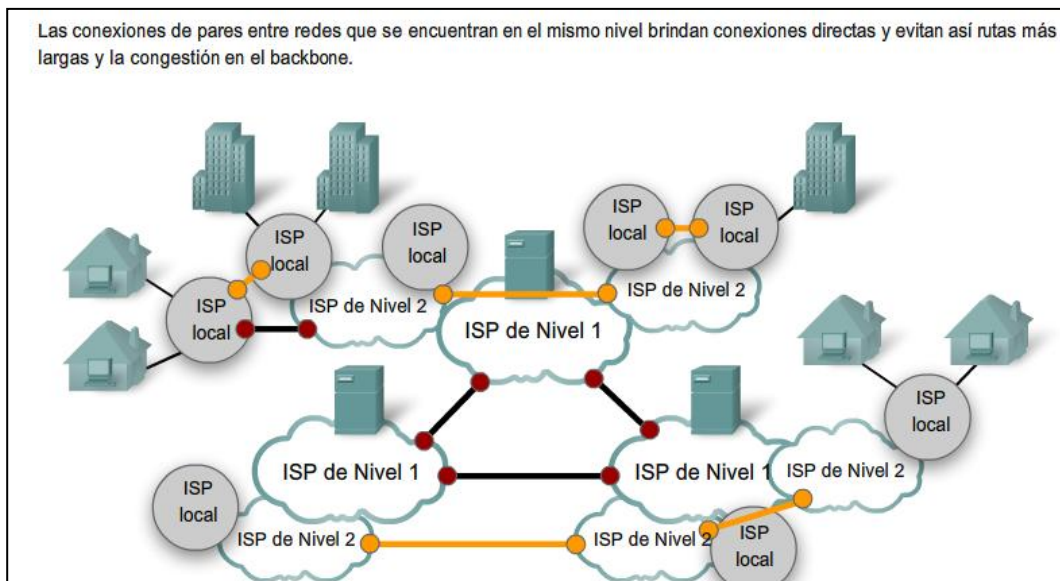 Las conexiones de pares entre redes que se encuentran en el mismo nivel brindan conexiones directas y evitan así rutas más
largas y la congestión en el backbone.
ISP
local
ISP
local
ISP
local
ISP
local
ISP
local
ISP de Nivel 2
ISP de Nivel 2
ISP de Nivel 1
ISP
local
ISP de Nivel 1
ISP de Nivel 1
ISP de Nivel 2
ISP
local
ISP de Nivel 2
ISP de Nivel 2
ISP
local